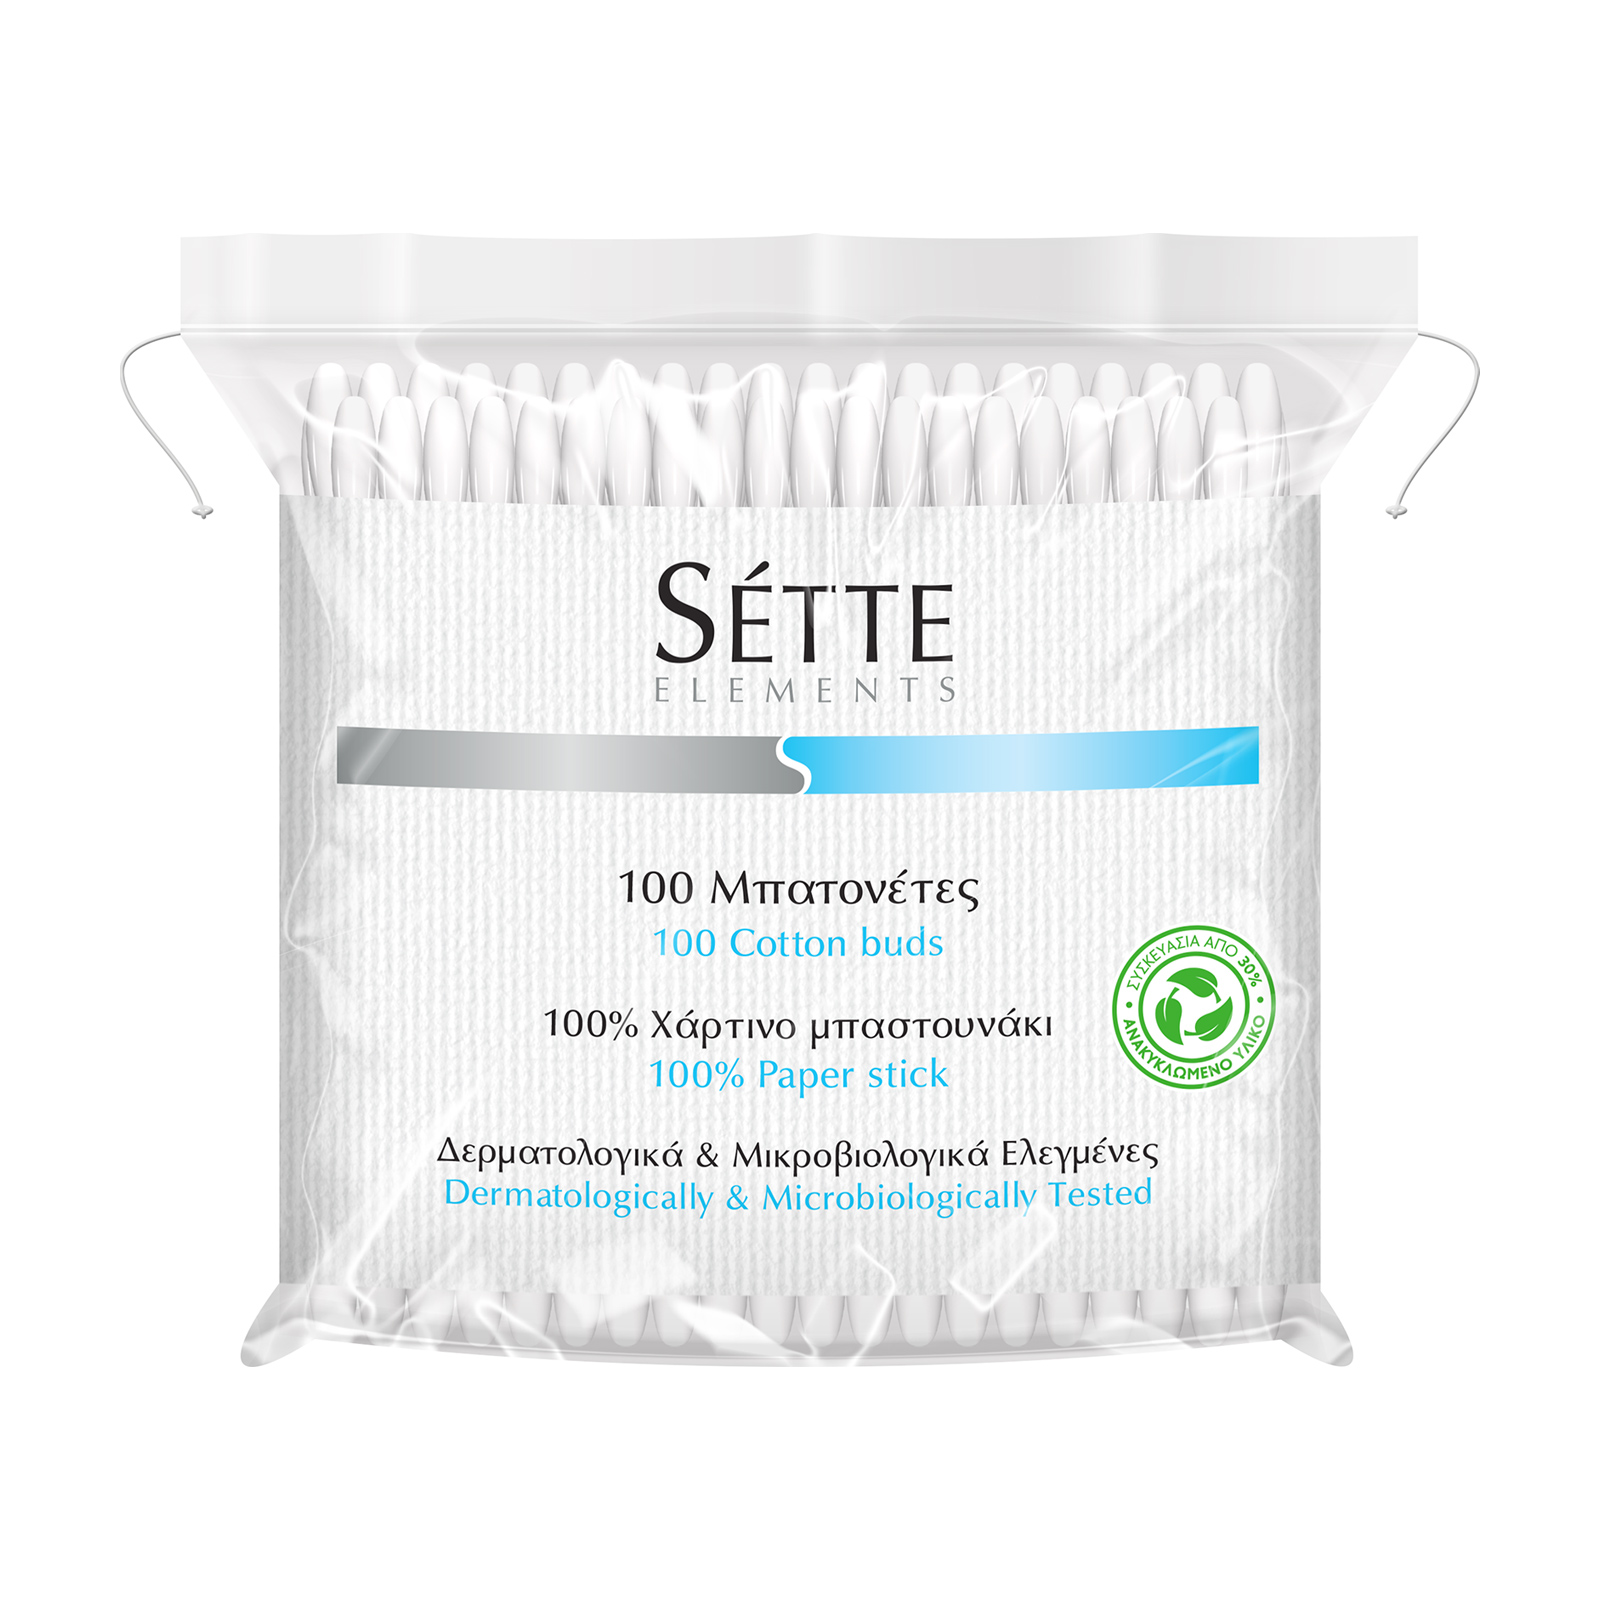 SÉTTE
ELEMENTS
100 Μπατονέτες
100 Cotton buds
100% Χάρτινο μπαστουνάκι
100% Paper stick
Δερματολογικά & Μικροβιολογικά Ελεγμένες
Dermatologically & Microbiologically Tested
ΣΥΣΚΕΥΑΣΙΑ ΑΠΟ 30%
ΑΝΑΚΥΚΛΩΜΕΝΟ ΥΛΙΚΟ